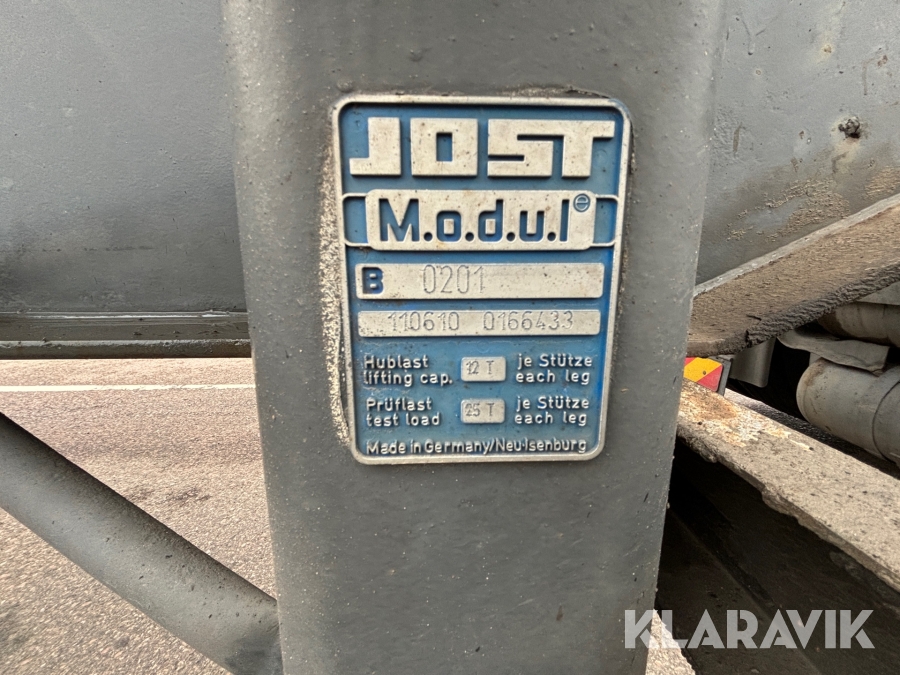 JOST
M.o.d.u.l e
B 0201
110610 0166433
Hublast 12 T je Stütze
lifting cap. each leg
Prüflast 25 T je Stütze
test load each leg
Made in Germany/Neu-Isenburg
KLARAVIK